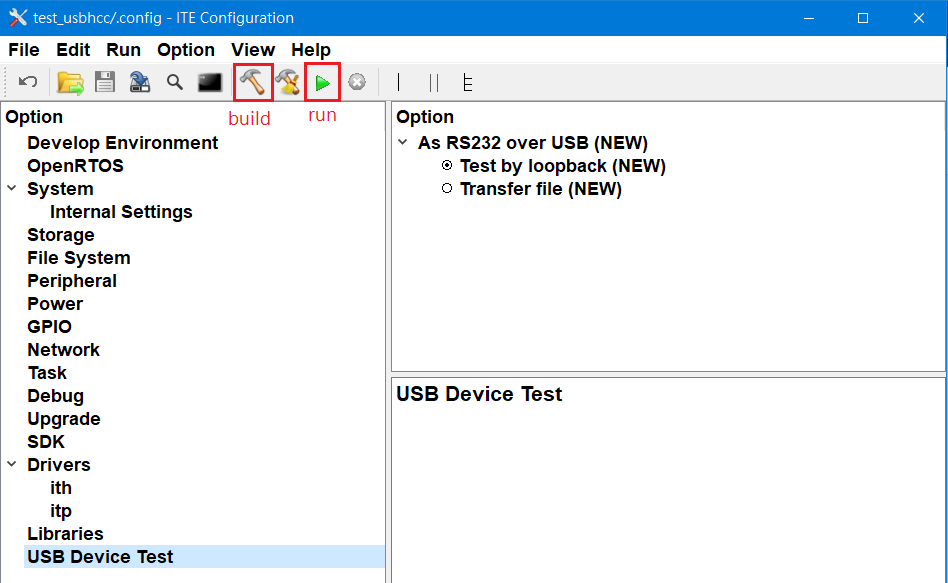 test_usbhcc/.config - ITE Configuration
File Edit Run Option View Help
build
run
Option
Develop Environment
OpenRTOS
System
Internal Settings
Storage
File System
Peripheral
Power
GPIO
Network
Task
Debug
Upgrade
SDK
Drivers
ith
itp
Libraries
USB Device Test
Option
As RS232 over USB (NEW)
Test by loopback (NEW)
Transfer file (NEW)
USB Device Test